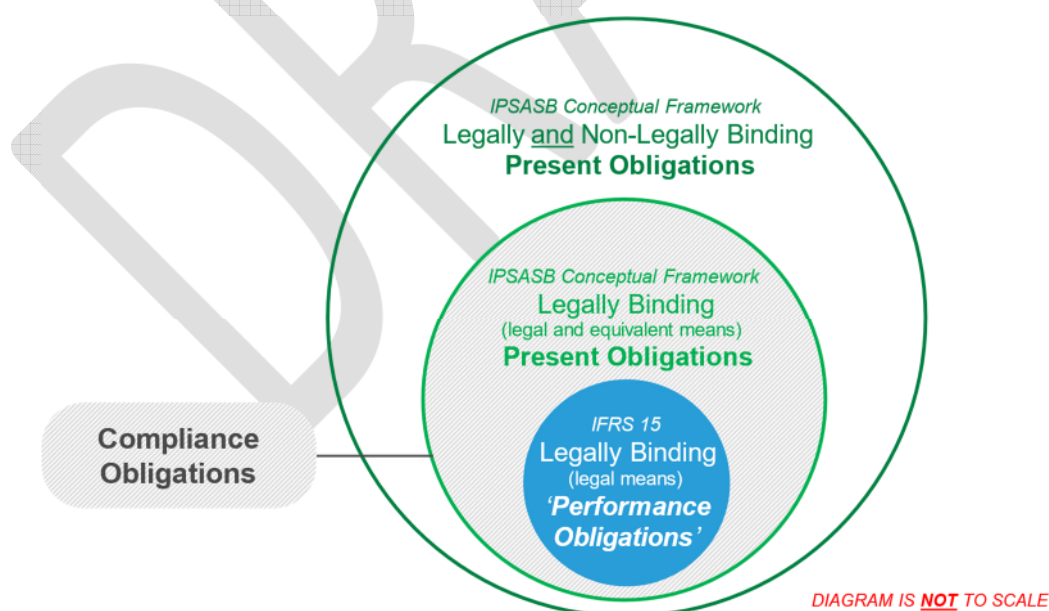 IPSASB Conceptual Framework
Legally and Non-Legally Binding
Present Obligations
IPSASB Conceptual Framework
Legally Binding
(legal and equivalent means)
Present Obligations
Compliance
Obligations
IFRS 15
Legally Binding
(legal means)
‘Performance
Obligations’
DIAGRAM IS NOT TO SCALE